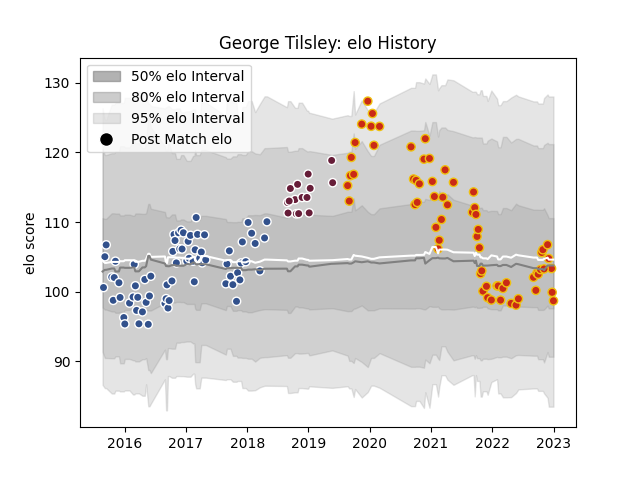 George Tilsley: elo History
50% elo Interval
80% elo Interval
95% elo Interval
Post Match elo
elo score
130
120
110
100
90
2016 2017 2018 2019 2020 2021 2022 2023